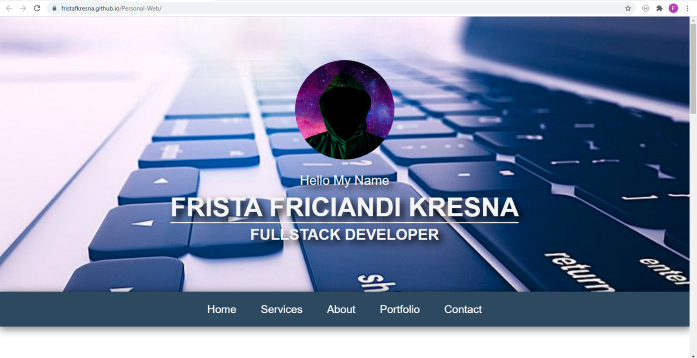 fristafkresna.github.io/Personal-Web/
F
Hello My Name
FRISTA FRICIANDI KRESNA
FULLSTACK DEVELOPER
sh
return
enter
Home Services About Portfolio Contact